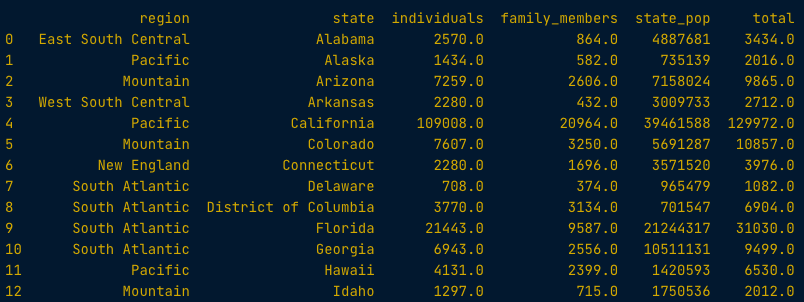 region state individuals family_members state_pop total
0 East South Central Alabama 2570.0 864.0 4887681 3434.0
1 Pacific Alaska 1434.0 582.0 735139 2016.0
2 Mountain Arizona 7259.0 2606.0 7158024 9865.0
3 West South Central Arkansas 2280.0 432.0 3009733 2712.0
4 Pacific California 109008.0 20964.0 39461588 129972.0
5 Mountain Colorado 7607.0 3250.0 5691287 10857.0
6 New England Connecticut 2280.0 1696.0 3571520 3976.0
7 South Atlantic Delaware 708.0 374.0 965479 1082.0
8 South Atlantic District of Columbia 3770.0 3134.0 701547 6904.0
9 South Atlantic Florida 21443.0 9587.0 21244317 31030.0
10 South Atlantic Georgia 6943.0 2556.0 10511131 9499.0
11 Pacific Hawaii 4131.0 2399.0 1420593 6530.0
12 Mountain Idaho 1297.0 715.0 1750536 2012.0